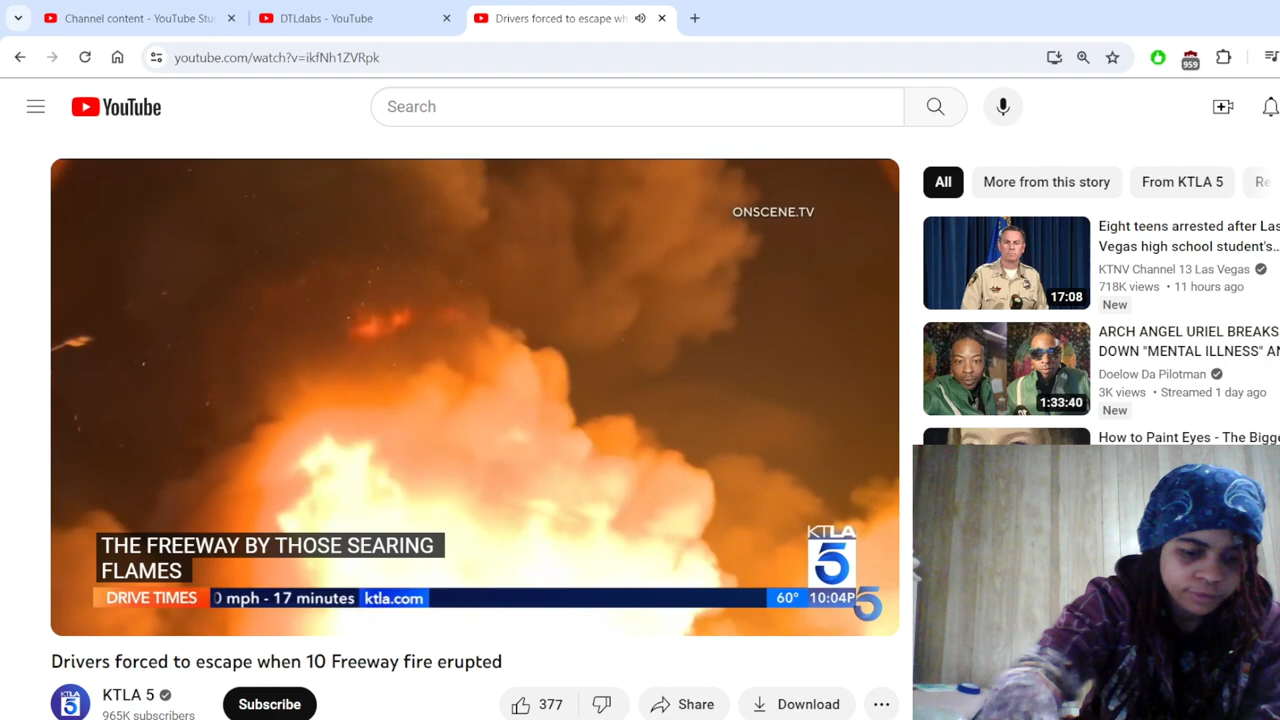 Channel content - YouTube Stu
DTLdabs - YouTube
Drivers forced to escape wh
youtube.com/watch?v=ikfNh1ZVRpk
959
YouTube
Search
ONSCENE.TV
THE FREEWAY BY THOSE SEARING
FLAMES
KTLA
5
DRIVE TIMES
0 mph - 17 minutes
ktla.com
60°
10:04P
5
Drivers forced to escape when 10 Freeway fire erupted
KTLA 5
965K subscribers
Subscribe
377
Share
Download
All
More from this story
From KTLA 5
Re
Eight teens arrested after Las
Vegas high school student's...
KTNV Channel 13 Las Vegas
718K views • 11 hours ago
New
17:08
ARCH ANGEL URIEL BREAKS
DOWN "MENTAL ILLNESS" AN
Doelow Da Pilotman
3K views • Streamed 1 day ago
New
1:33:40
How to Paint Eyes - The Bigge